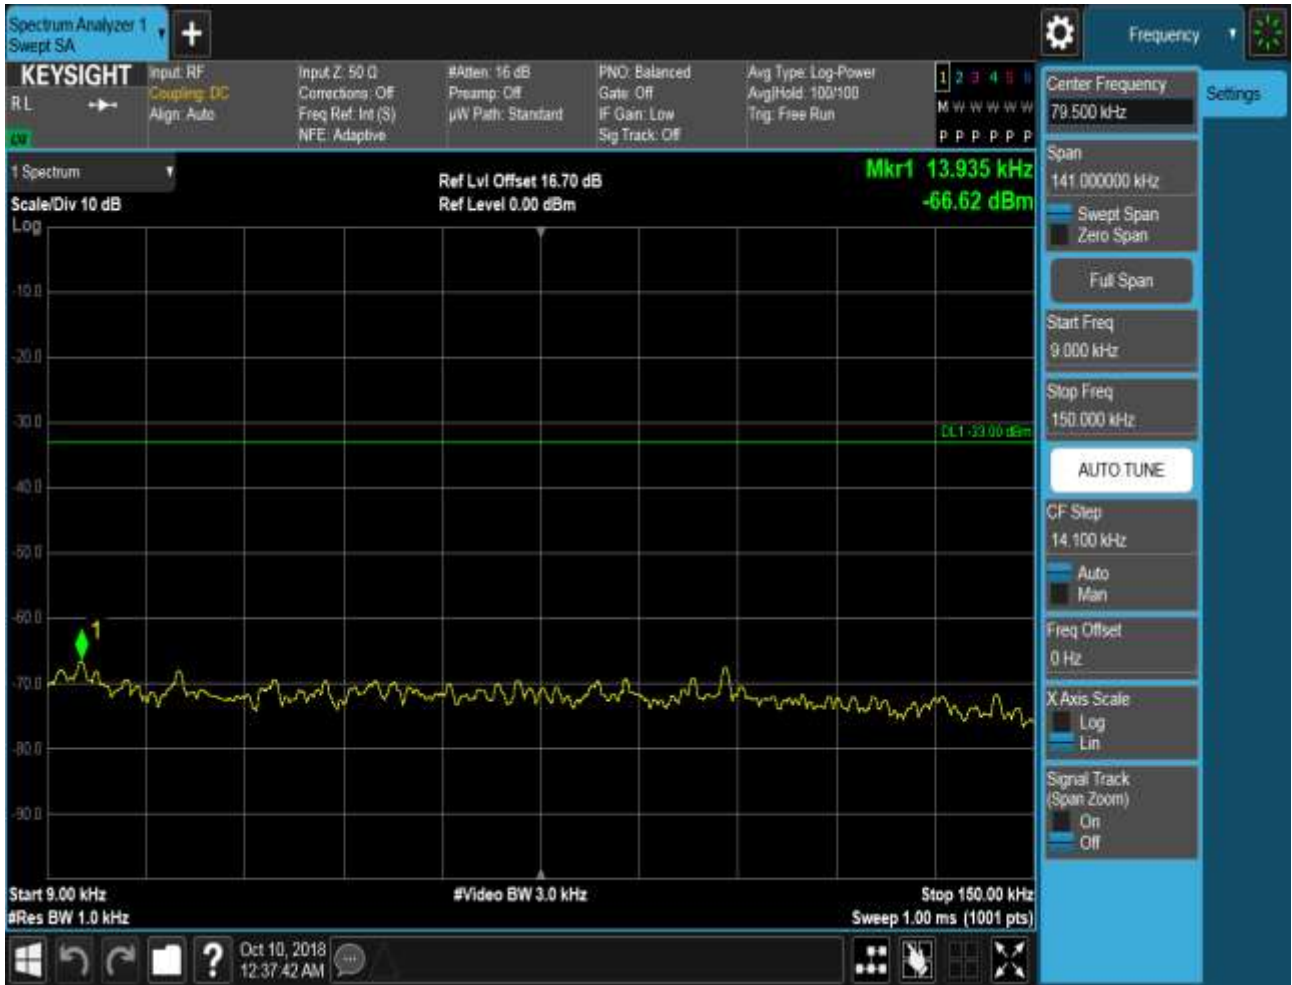 Spectrum Analyzer 1
Swept SA
+
Frequency
KEYSIGHT
RL
LXI
Input: RF
Coupling: DC
Align: Auto
Input Z: 50 Ω
Corrections: Off
Freq Ref: Int (S)
NFE: Adaptive
#Atten: 16 dB
Preamp: Off
µW Path: Standard
PNO: Balanced
Gate: Off
IF Gain: Low
Sig Track: Off
Avg Type: Log-Power
Avg|Hold: 100/100
Trig: Free Run
1 2 3 4 5 6
M W W W W W
P P P P P P
1 Spectrum
Scale/Div 10 dB
Log
Ref Lvl Offset 16.70 dB
Ref Level 0.00 dBm
Mkr1 13.935 kHz
-66.62 dBm
-10.0
-20.0
-30.0
DL1 -33.00 dBm
-40.0
-50.0
-60.0
1
-70.0
-80.0
-90.0
Start 9.00 kHz
#Res BW 1.0 kHz
#Video BW 3.0 kHz
Stop 150.00 kHz
Sweep 1.00 ms (1001 pts)
?
Oct 10, 2018
12:37:42 AM
Center Frequency
79.500 kHz
Settings
Span
141.000000 kHz
Swept Span
Zero Span
Full Span
Start Freq
9.000 kHz
Stop Freq
150.000 kHz
AUTO TUNE
CF Step
14.100 kHz
Auto
Man
Freq Offset
0 Hz
X Axis Scale
Log
Lin
Signal Track
(Span Zoom)
On
Off